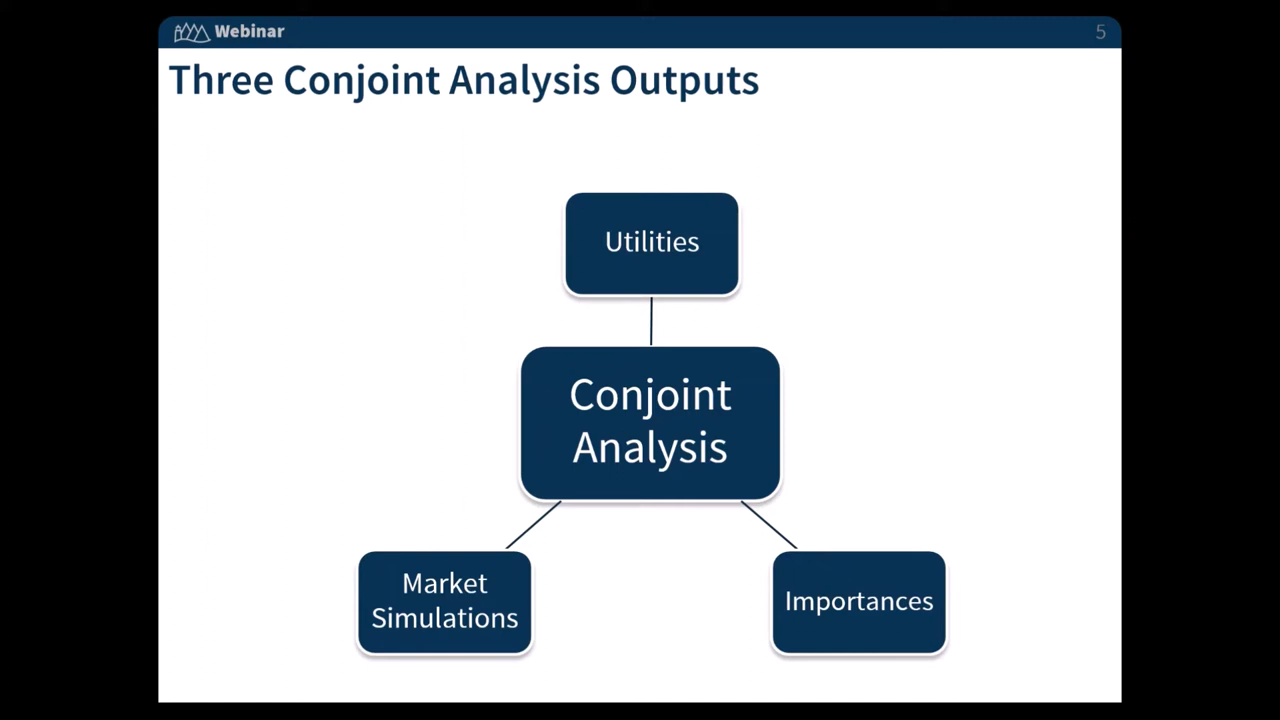 Webinar
5
Three Conjoint Analysis Outputs
Utilities
Conjoint
Analysis
Market
Simulations
Importances